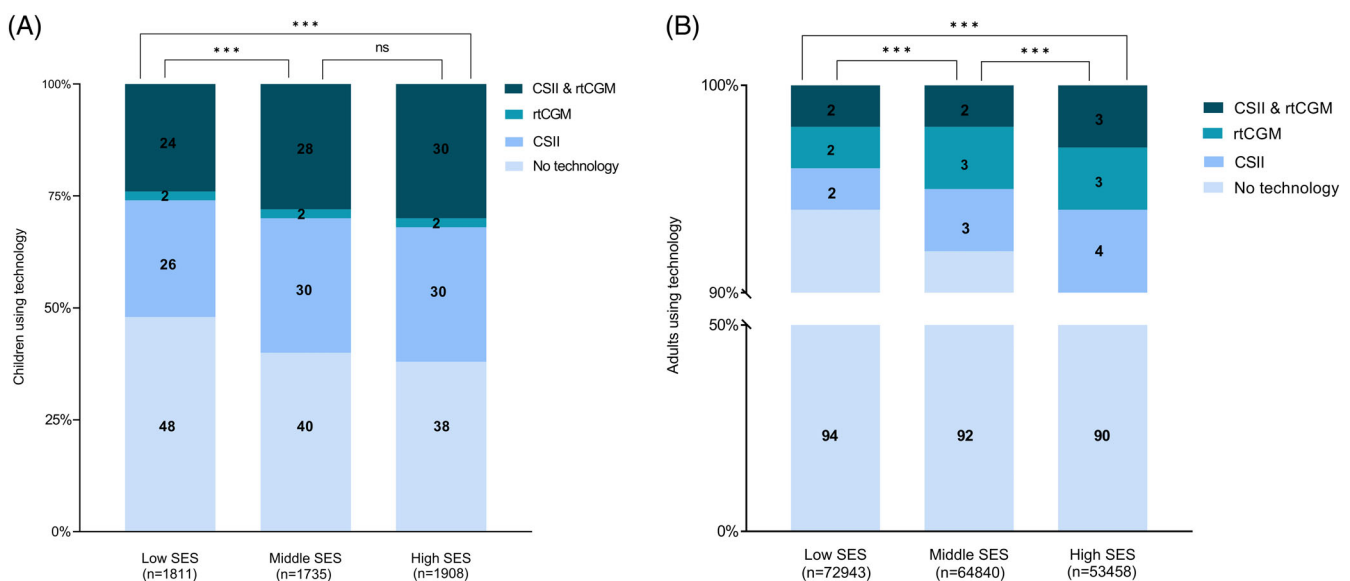 (A)
***
***
ns
100%
75%
50%
25%
0%
Children using technology
24
2
26
48
28
2
30
40
30
2
30
38
Low SES
(n=1811)
Middle SES
(n=1735)
High SES
(n=1908)
CSII & rtCGM
rtCGM
CSII
No technology
(B)
***
***
***
100%
90%
50%
0%
Adults using technology
2
2
2
94
2
3
3
92
3
3
4
90
Low SES
(n=72943)
Middle SES
(n=64840)
High SES
(n=53458)
CSII & rtCGM
rtCGM
CSII
No technology